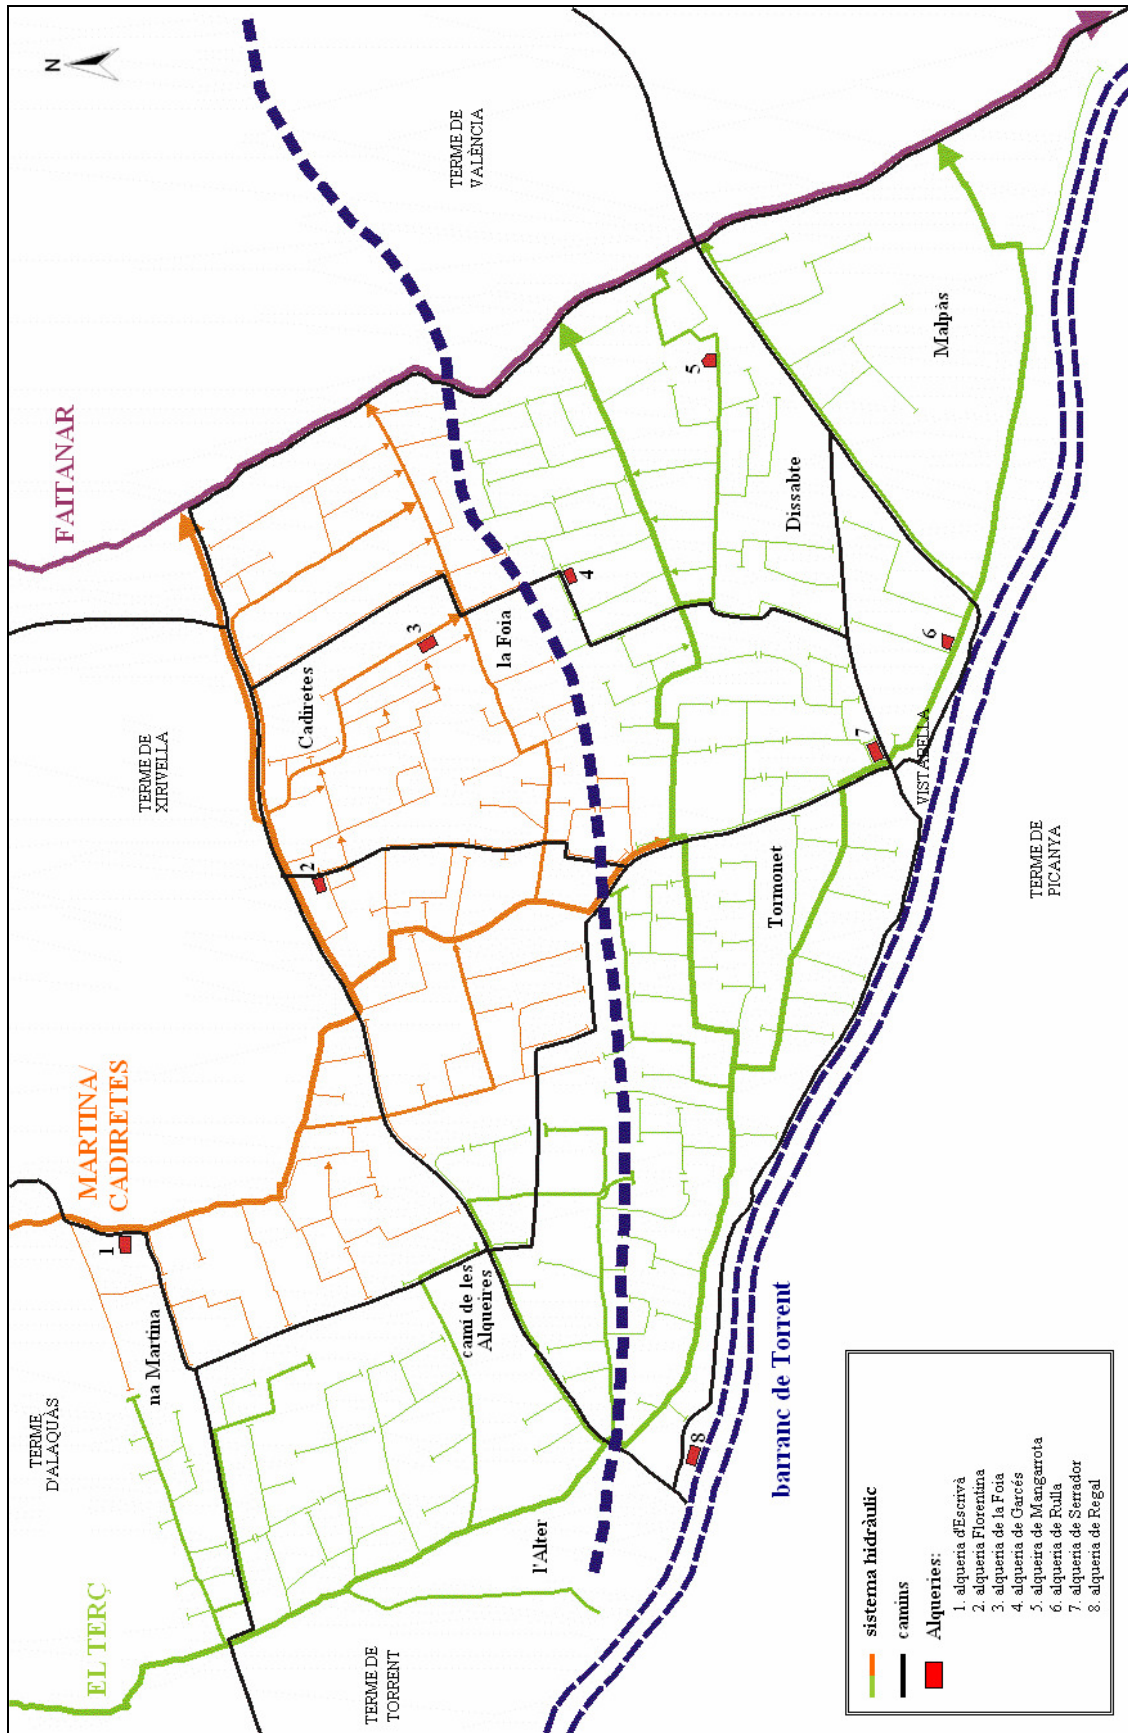 N
FAITANAR
TERME DE
VALÈNCIA
TERME DE
XIRIVELLA
MARTINA/
CADIRETES
TERME
D'ALAQUÀS
EL TERÇ
TERME DE
TORRENT
1
na Martina
2
Cadiretes
3
la Foia
4
5
Malpàs
Dissabte
6
7
VISTABELLA
Tormonet
TERME DE
PICANYA
camí de les
Alqueires
l'Alter
8
barranc de Torrent
sistema hidràulic
camins
Alqueries:
1. alqueria d'Escrivà
2. alqueria Florentina
3. alqueria de la Foia
4. alqueria de Garcés
5. alqueira de Mangarrota
6. alqueria de Rulla
7. alqueria de Serrador
8. alqueria de Regal